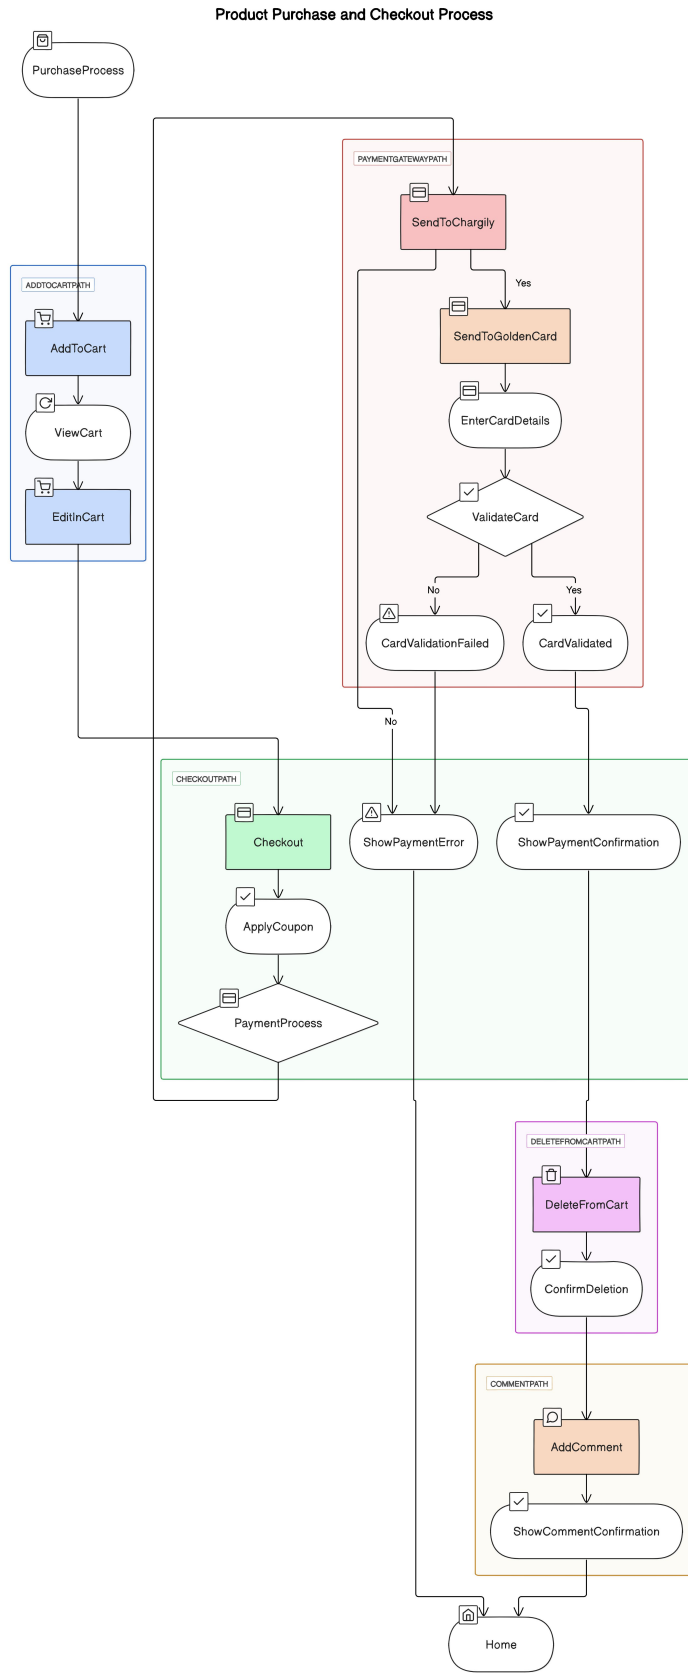 Product Purchase and Checkout Process
PurchaseProcess
PAYMENTGATEWAYPATH
SendToChargily
Yes
ADDTOCARTPATH
AddToCart
SendToGoldenCard
EnterCardDetails
ViewCart
EditInCart
ValidateCard
No
Yes
CardValidationFailed
CardValidated
No
CHECKOUTPATH
Checkout
ShowPaymentError
ShowPaymentConfirmation
ApplyCoupon
PaymentProcess
DELETEFROMCARTPATH
DeleteFromCart
ConfirmDeletion
COMMENTPATH
AddComment
ShowCommentConfirmation
Home